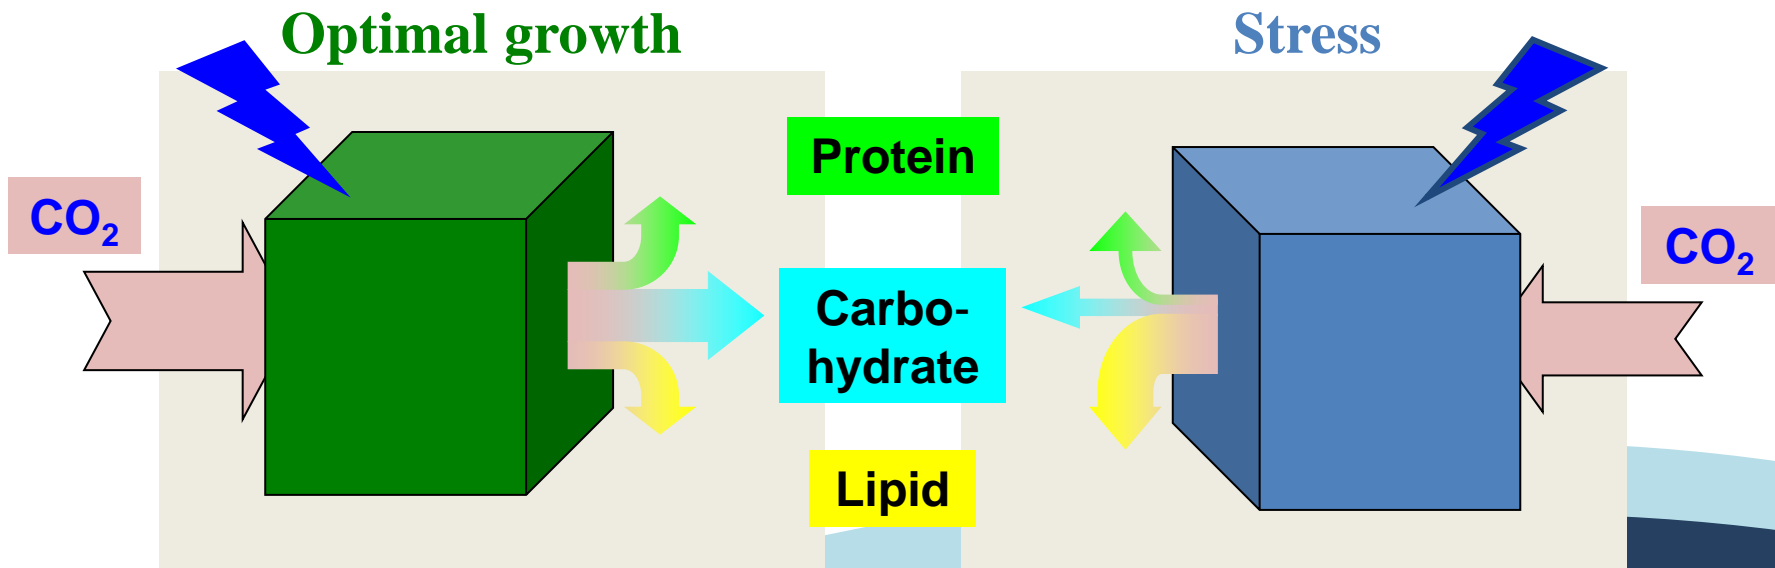 Optimal growth
Stress
Protein
CO₂
CO₂
Carbo-
hydrate
Lipid